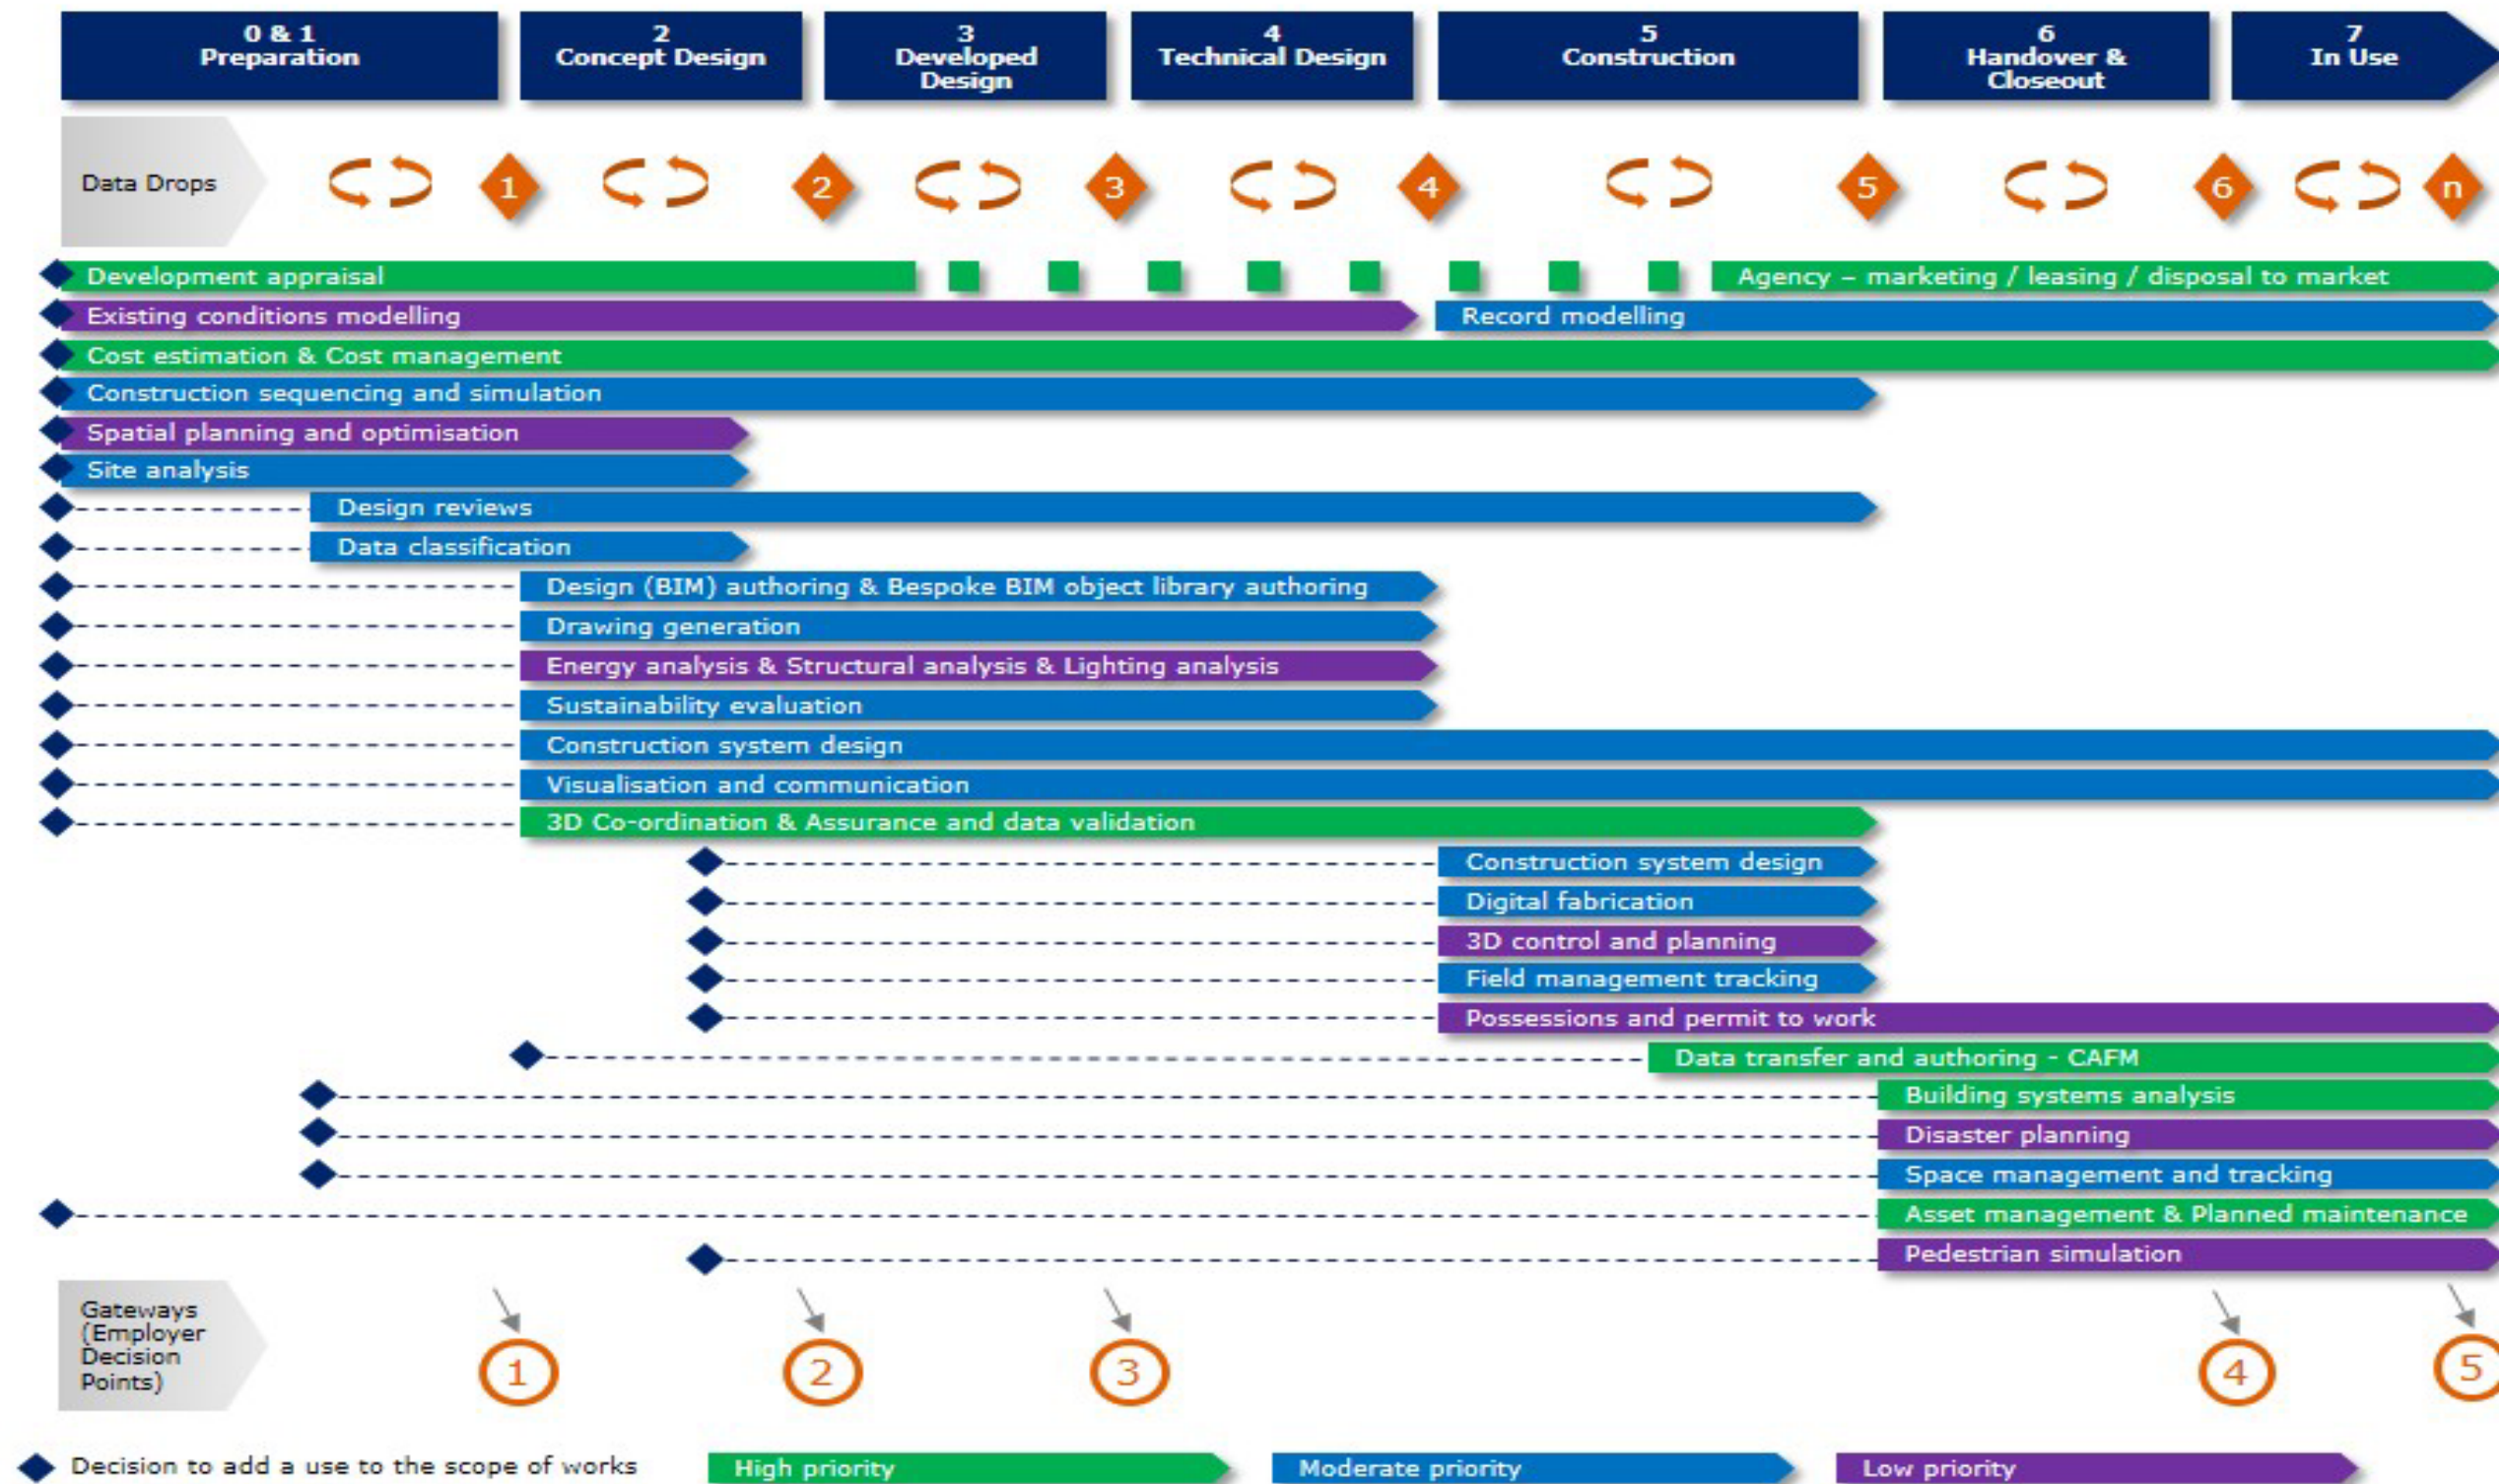 0 & 1
Preparation
2
Concept Design
3
Developed
Design
4
Technical Design
5
Construction
6
Handover &
Closeout
7
In Use
Data Drops
1
2
3
4
5
6
n
Development appraisal
Agency – marketing / leasing / disposal to market
Existing conditions modelling
Record modelling
Cost estimation & Cost management
Construction sequencing and simulation
Spatial planning and optimisation
Site analysis
Design reviews
Data classification
Design (BIM) authoring & Bespoke BIM object library authoring
Drawing generation
Energy analysis & Structural analysis & Lighting analysis
Sustainability evaluation
Construction system design
Visualisation and communication
3D Co-ordination & Assurance and data validation
Construction system design
Digital fabrication
3D control and planning
Field management tracking
Possessions and permit to work
Data transfer and authoring - CAFM
Building systems analysis
Disaster planning
Space management and tracking
Asset management & Planned maintenance
Pedestrian simulation
Gateways
(Employer
Decision
Points)
1
2
3
4
5
Decision to add a use to the scope of works
High priority
Moderate priority
Low priority